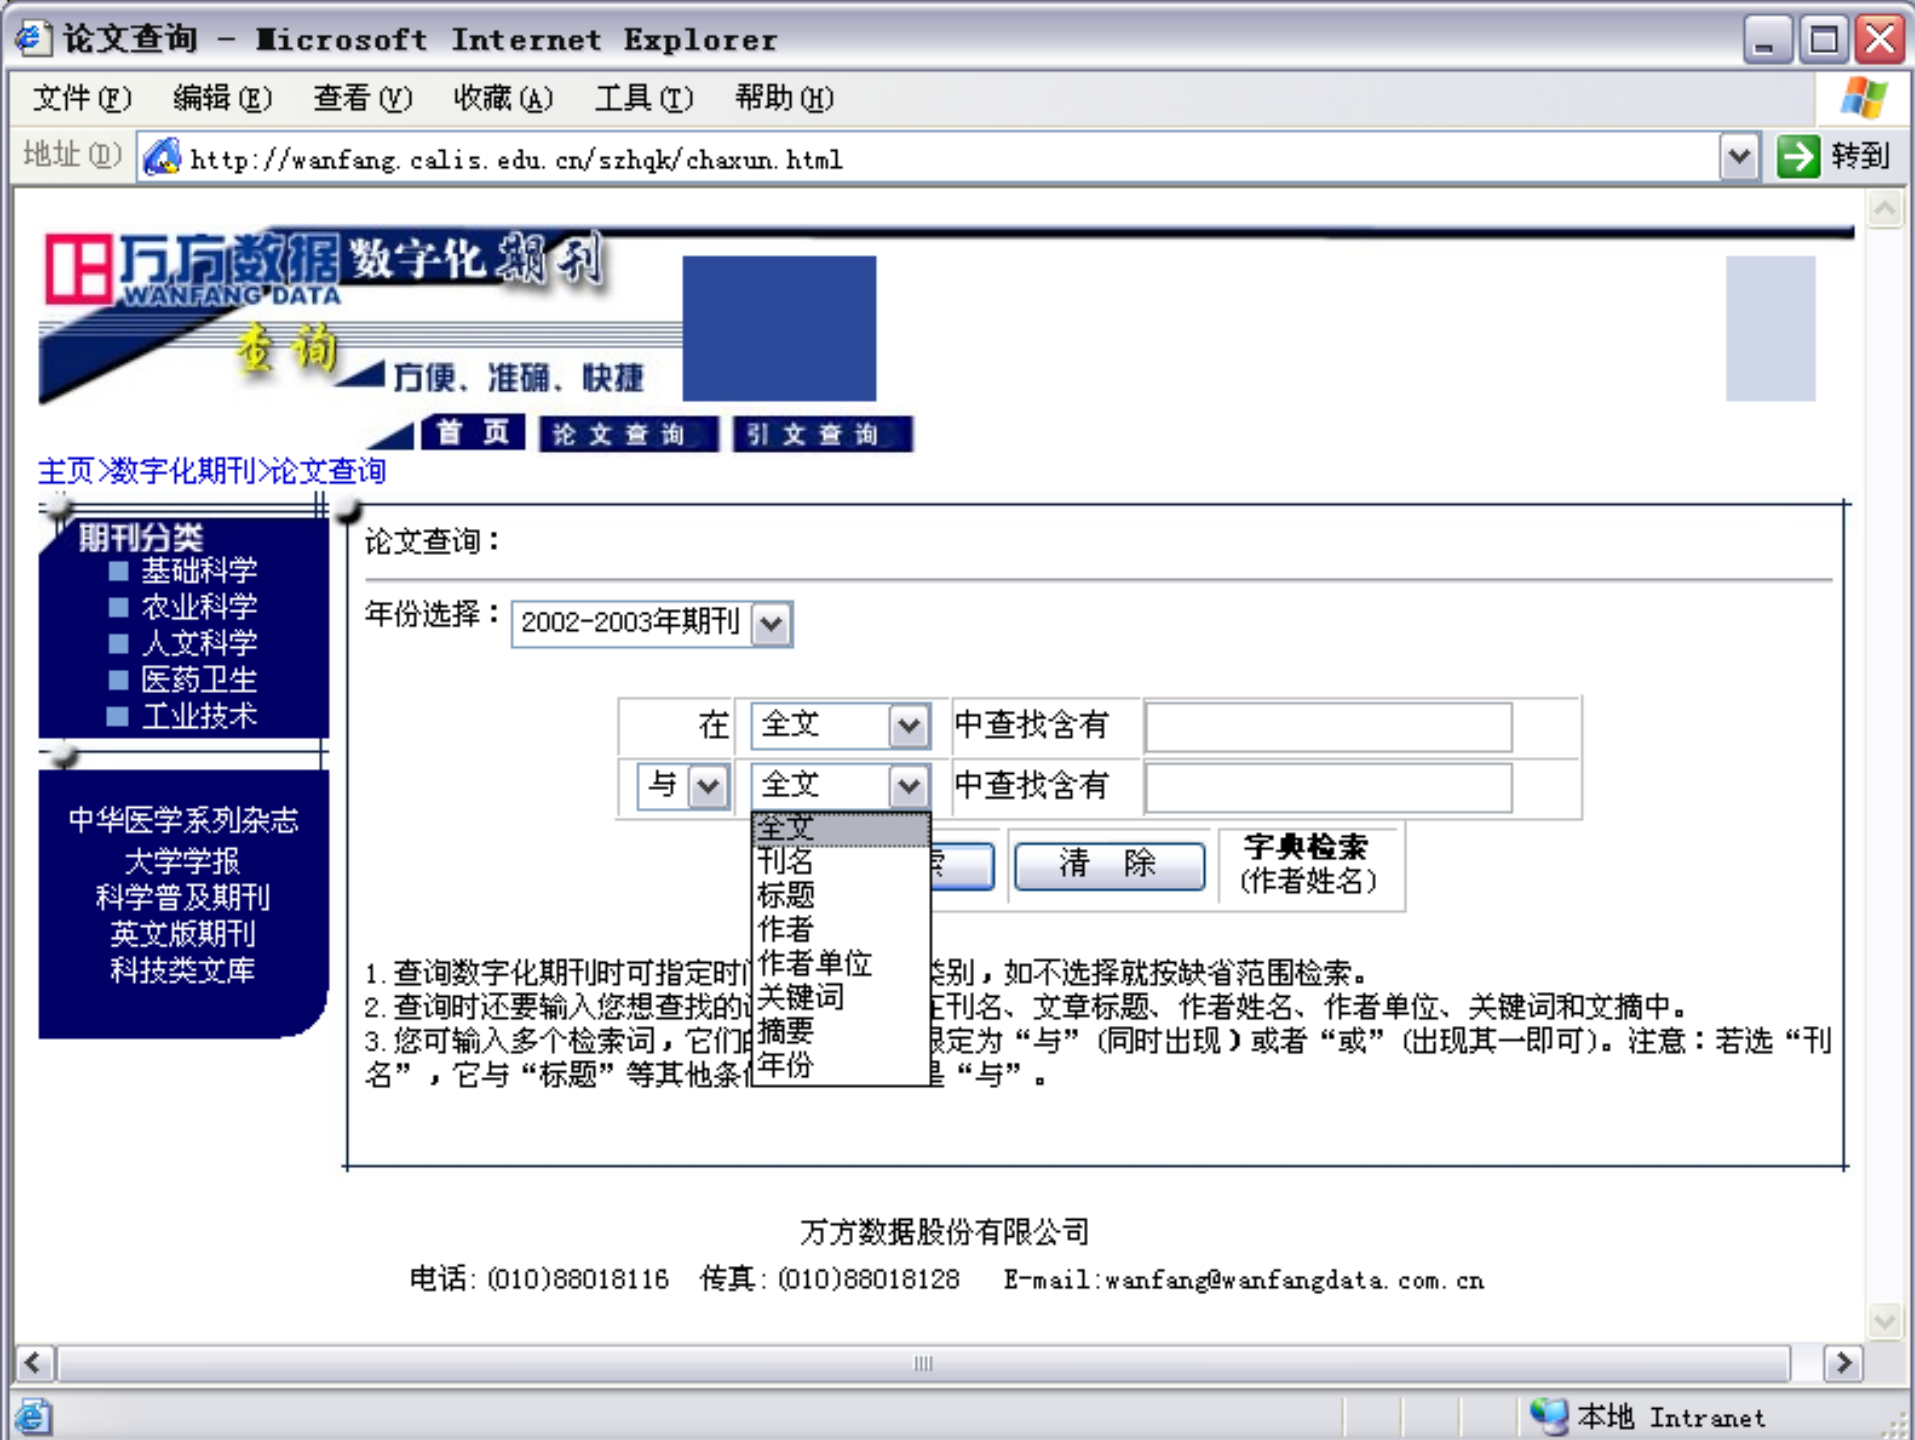 论文查询 - Microsoft Internet Explorer
文件(F) 编辑(E) 查看(V) 收藏(A) 工具(T) 帮助(H)
地址(D) http://wanfang.calis.edu.cn/szhqk/chaxun.html 转到
万方数据 数字化期刊
WANFANG DATA
查询
方便、准确、快捷
首页 论文查询 引文查询
主页>数字化期刊>论文查询
期刊分类
基础科学
农业科学
人文科学
医药卫生
工业技术
中华医学系列杂志
大学学报
科学普及期刊
英文版期刊
科技类文库
论文查询：
年份选择： 2002-2003年期刊
在 全文 中查找含有
与 全文 中查找含有
全文
刊名
标题
作者
作者单位
关键词
摘要
年份
清 除
字典检索
(作者姓名)
1.查询数字化期刊时可指定时 类别，如不选择就按缺省范围检索。
2.查询时还要输入您想查找的 在刊名、文章标题、作者姓名、作者单位、关键词和文摘中。
3.您可输入多个检索词，它们 限定为“与”(同时出现)或者“或”(出现其一即可)。注意：若选“刊
名”，它与“标题”等其他条 是“与”。
万方数据股份有限公司
电话:(010)88018116 传真:(010)88018128 E-mail:wanfang@wanfangdata.com.cn
本地 Intranet